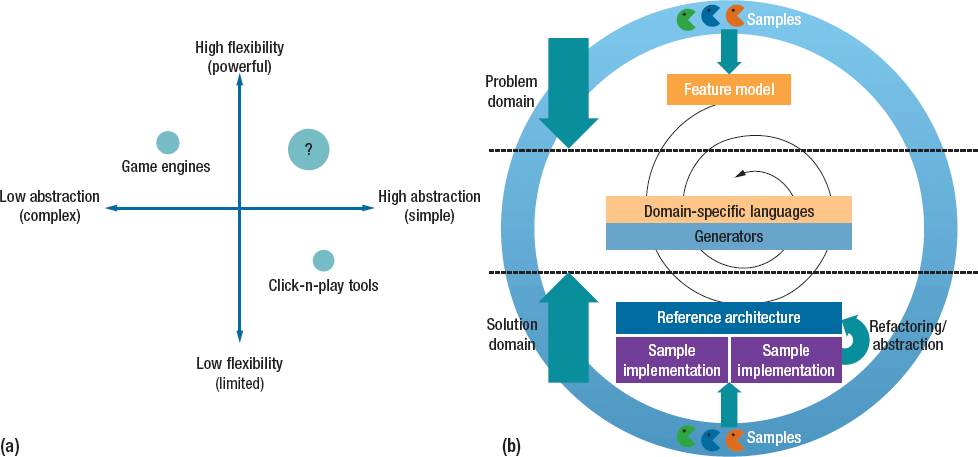 High flexibility
(powerful)
?
Game engines
Low abstraction
(complex)
High abstraction
(simple)
Click-n-play tools
Low flexibility
(limited)
(a)
Samples
Problem
domain
Feature model
Domain-specific languages
Generators
Solution
domain
Reference architecture
Sample
implementation
Sample
implementation
Refactoring/
abstraction
Samples
(b)